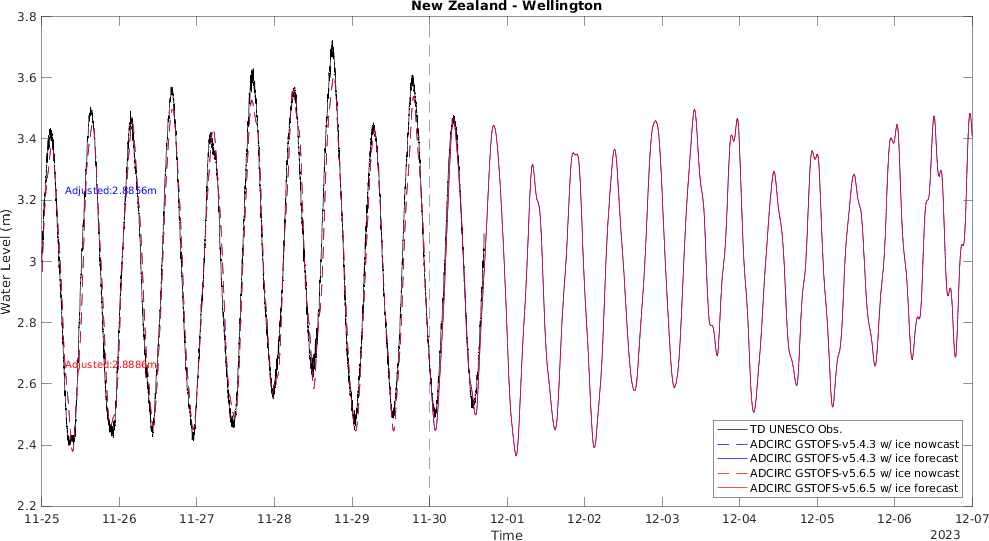 New Zealand - Wellington
Water Level (m)
3.8
3.6
3.4
3.2
3
2.8
2.6
2.4
2.2
Adjusted:2.8856m
Adjusted:2.8886m
TD UNESCO Obs.
ADCIRC GSTOFS-v5.4.3 w/ ice nowcast
ADCIRC GSTOFS-v5.4.3 w/ ice forecast
ADCIRC GSTOFS-v5.6.5 w/ ice nowcast
ADCIRC GSTOFS-v5.6.5 w/ ice forecast
11-25 11-26 11-27 11-28 11-29 11-30 12-01 12-02 12-03 12-04 12-05 12-06 12-07
Time
2023